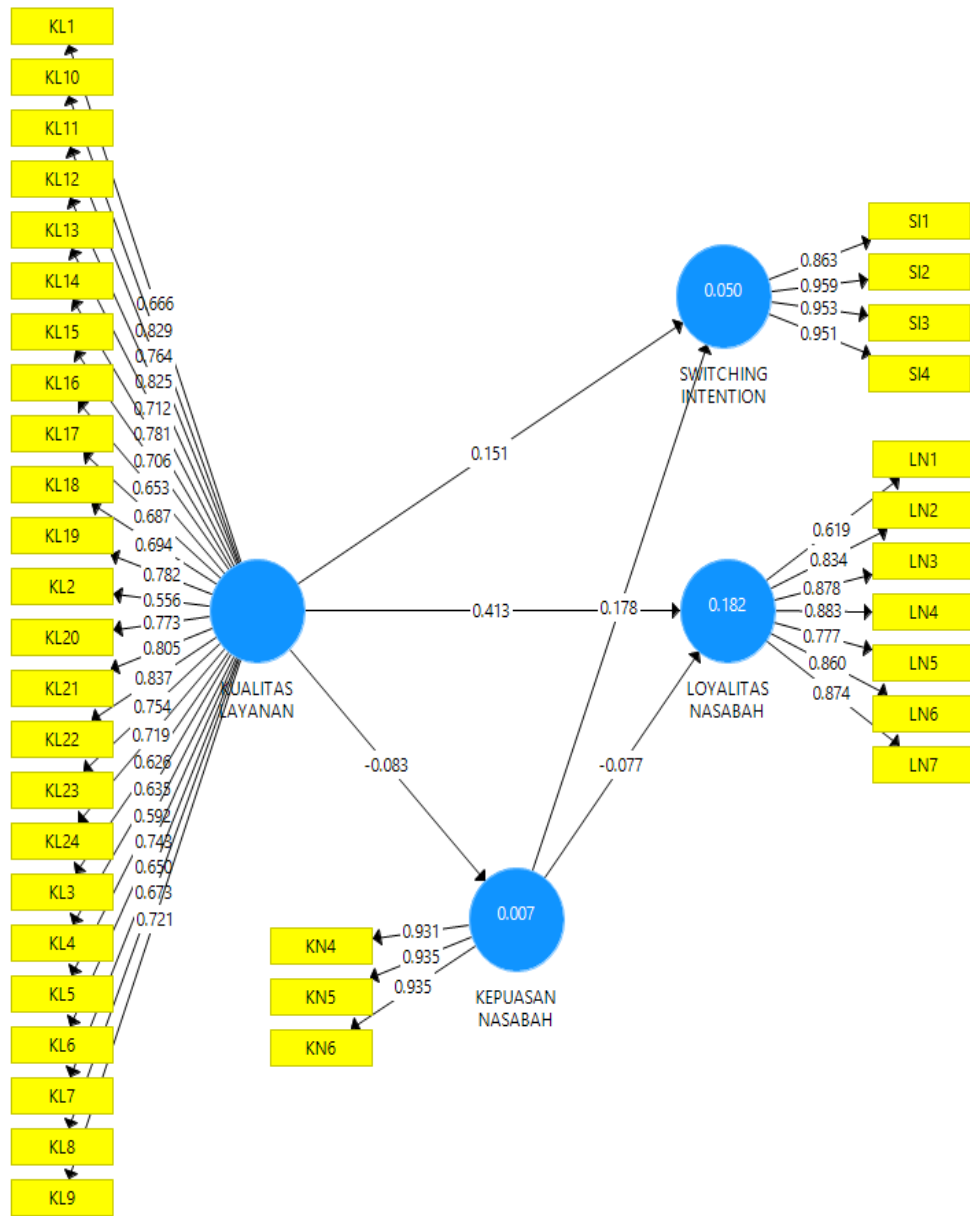 KL1
KL10
KL11
KL12
KL13
KL14
KL15
KL16
KL17
KL18
KL19
KL2
KL20
KL21
KL22
KL23
KL24
KL3
KL4
KL5
KL6
KL7
KL8
KL9
0.666
0.829
0.764
0.825
0.712
0.781
0.706
0.653
0.687
0.694
0.782
0.556
0.773
0.805
0.837
0.754
0.719
0.626
0.635
0.592
0.743
0.650
0.673
0.721
KUALITAS
LAYANAN
0.151
0.413
-0.083
0.178
-0.077
0.050
SWITCHING
INTENTION
0.863
0.959
0.953
0.951
SI1
SI2
SI3
SI4
0.182
LOYALITAS
NASABAH
0.619
0.834
0.878
0.883
0.777
0.860
0.874
LN1
LN2
LN3
LN4
LN5
LN6
LN7
0.007
KEPUASAN
NASABAH
0.931
0.935
0.935
KN4
KN5
KN6